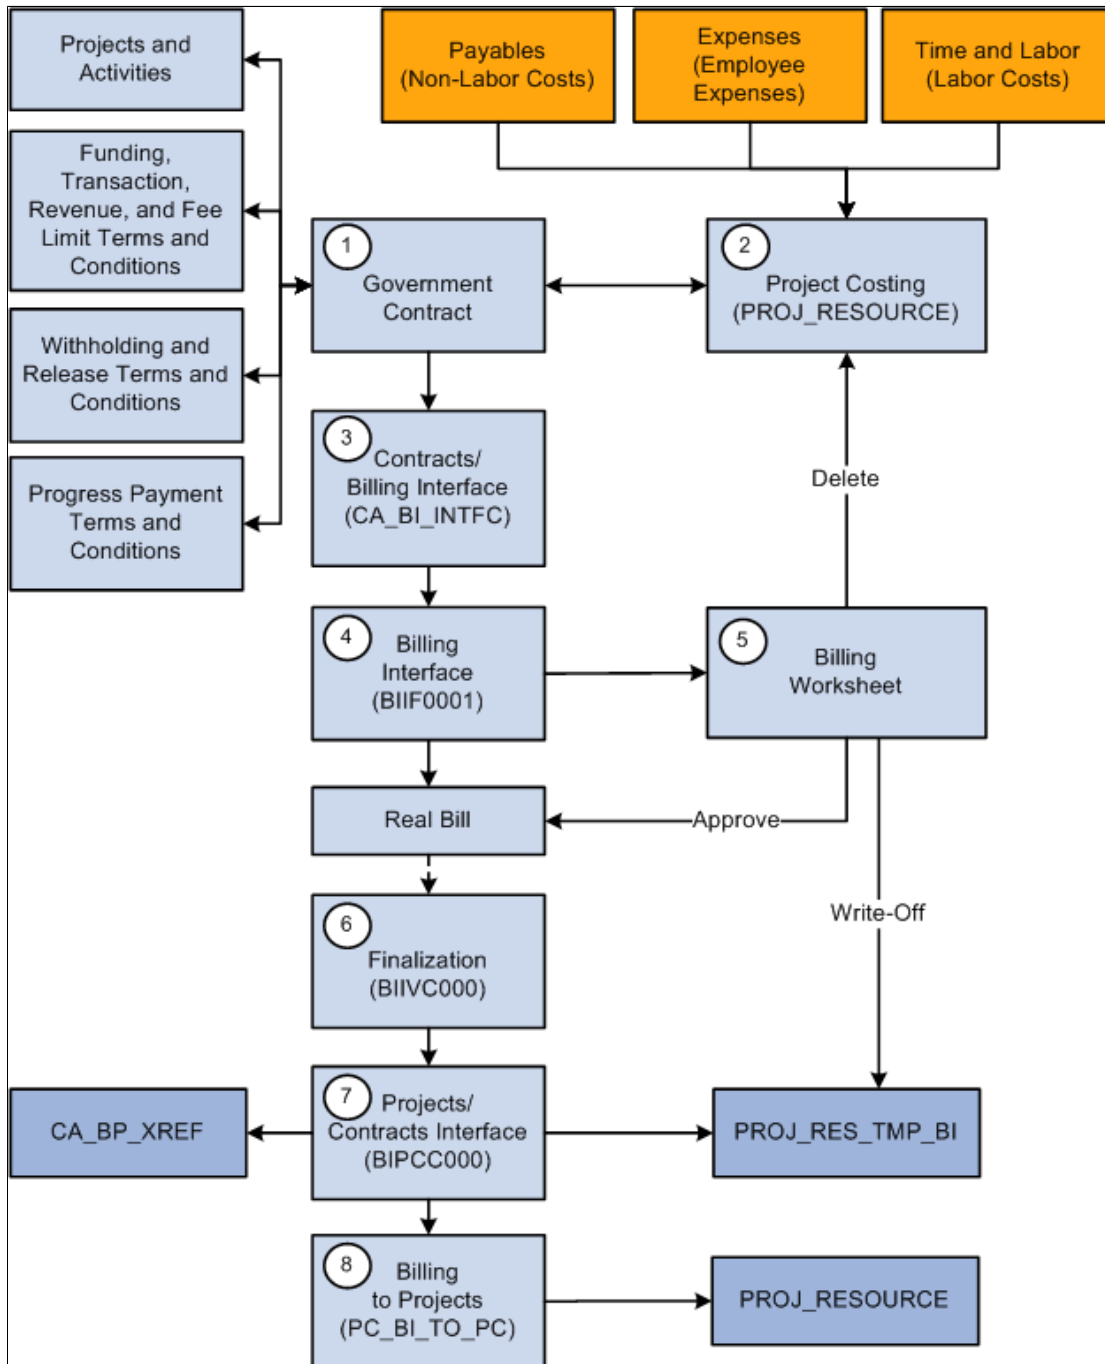 Projects and
Activities
Payables
(Non-Labor Costs)
Expenses
(Employee
Expenses)
Time and Labor
(Labor Costs)
Funding,
Transaction,
Revenue, and Fee
Limit Terms and
Conditions
1
Government
Contract
2
Project Costing
(PROJ_RESOURCE)
Withholding and
Release Terms and
Conditions
3
Contracts/
Billing Interface
(CA_BI_INTFC)
Progress Payment
Terms and
Conditions
Delete
4
Billing
Interface
(BIIF0001)
5
Billing
Worksheet
Real Bill
Approve
Write-Off
6
Finalization
(BIIVC000)
7
Projects/
Contracts Interface
(BIPCC000)
CA_BP_XREF
PROJ_RES_TMP_BI
8
Billing
to Projects
(PC_BI_TO_PC)
PROJ_RESOURCE